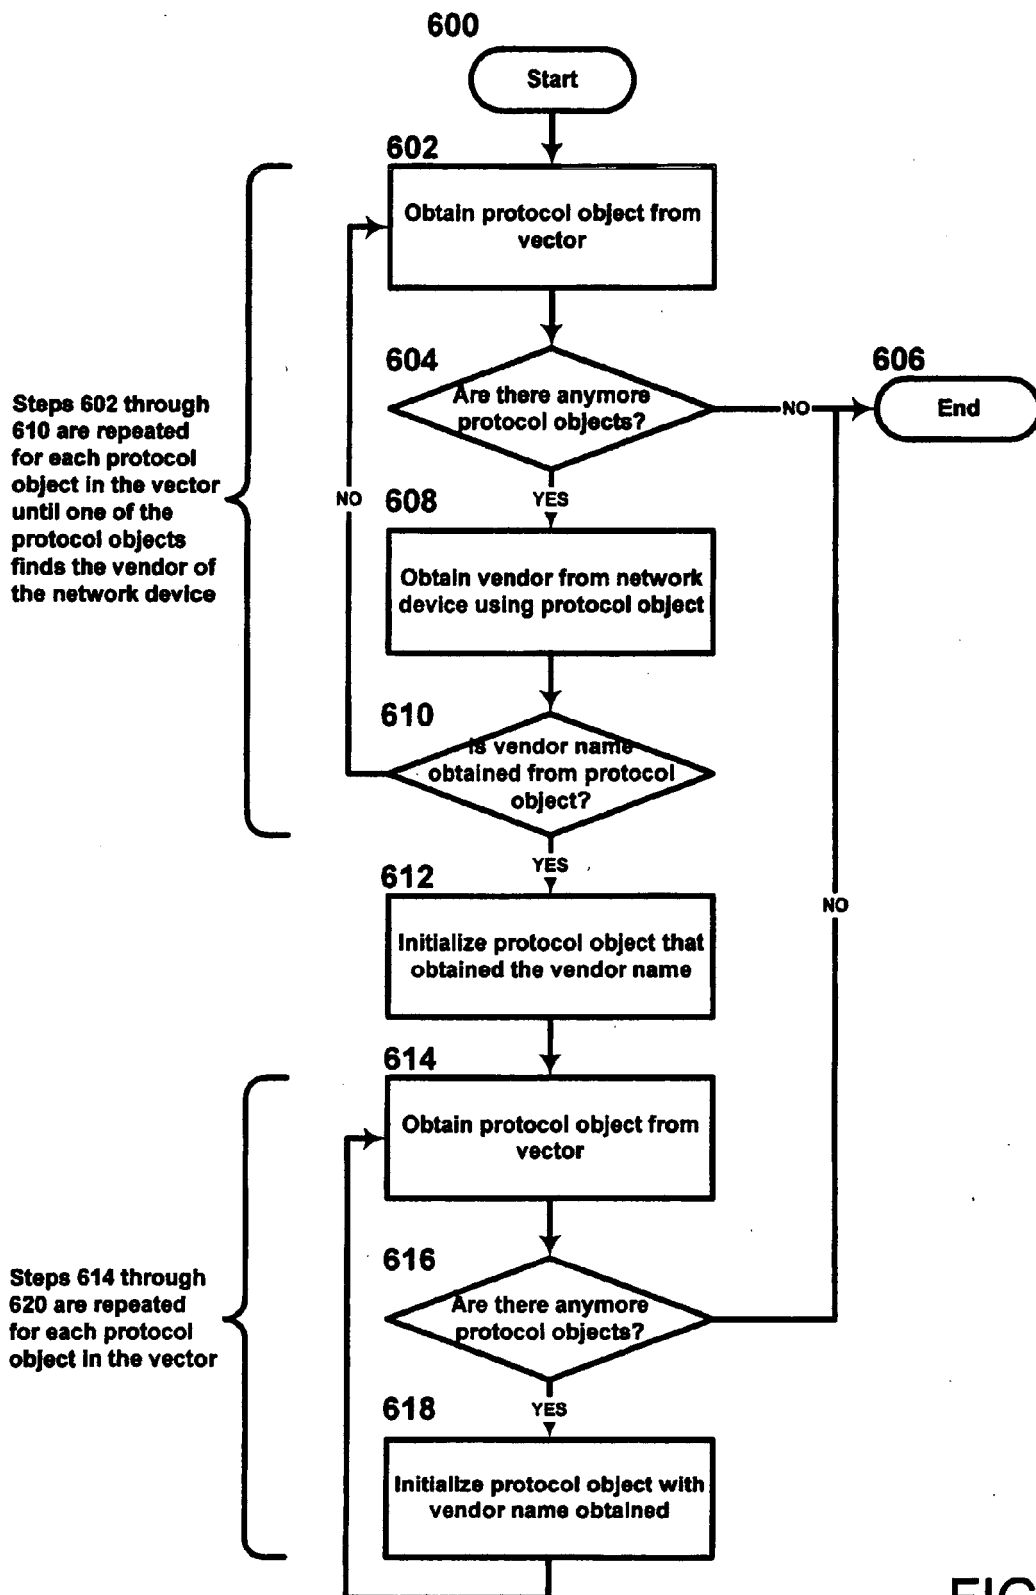 600
Start
602
Obtain protocol object from
vector
604
Are there anymore
protocol objects?
NO
606
End
Steps 602 through
610 are repeated
for each protocol
object in the vector
until one of the
protocol objects
finds the vendor of
the network device
NO
YES
608
Obtain vendor from network
device using protocol object
610
Is vendor name
obtained from protocol
object?
YES
612
Initialize protocol object that
obtained the vendor name
NO
614
Obtain protocol object from
vector
616
Are there anymore
protocol objects?
Steps 614 through
620 are repeated
for each protocol
object in the vector
YES
618
Initialize protocol object with
vendor name obtained